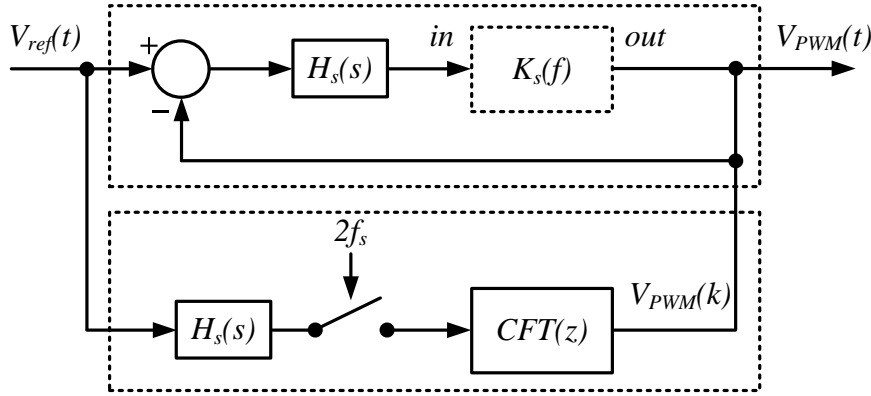 V_ref(t)
+
−
H_s(s)
in
K_s(f)
out
V_PWM(t)
2f_s
H_s(s)
CFT(z)
V_PWM(k)